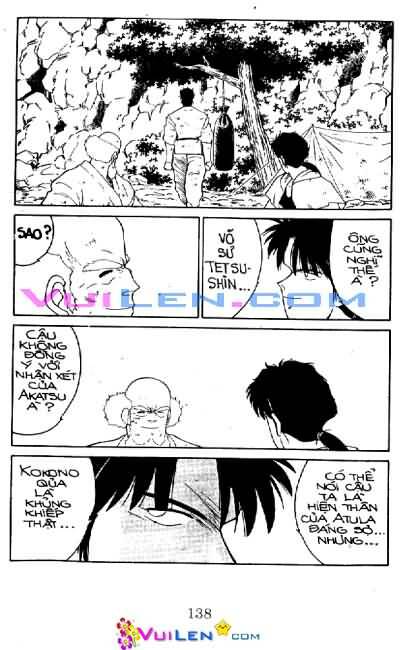 ÔNG
CŨNG
NGHĨ
THẾ
À ?
VÕ
SƯ
TETSU-
SHIN...
SAO?
VUILEN.COM
CẬU
KHÔNG
ĐỒNG
Ý VỚI
NHẬN XÉT
CỦA
AKATSU
À ?
CÓ THỂ
NÓI CẬU
TA LÀ
HIỆN THÂN
CỦA ATULA
ĐÁNG SỢ...
NHƯNG...
KOKONO
QUẢ
LÀ
KHỦNG
KHIẾP
THẬT...
138
VUILEN.COM